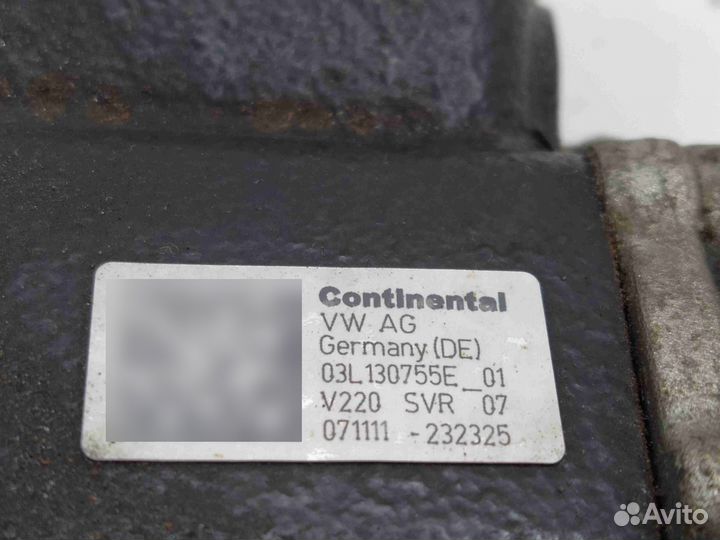 Continental
VW AG
Germany (DE)
03L130755E_01
V220 SVR 07
071111 - 232325
Avito